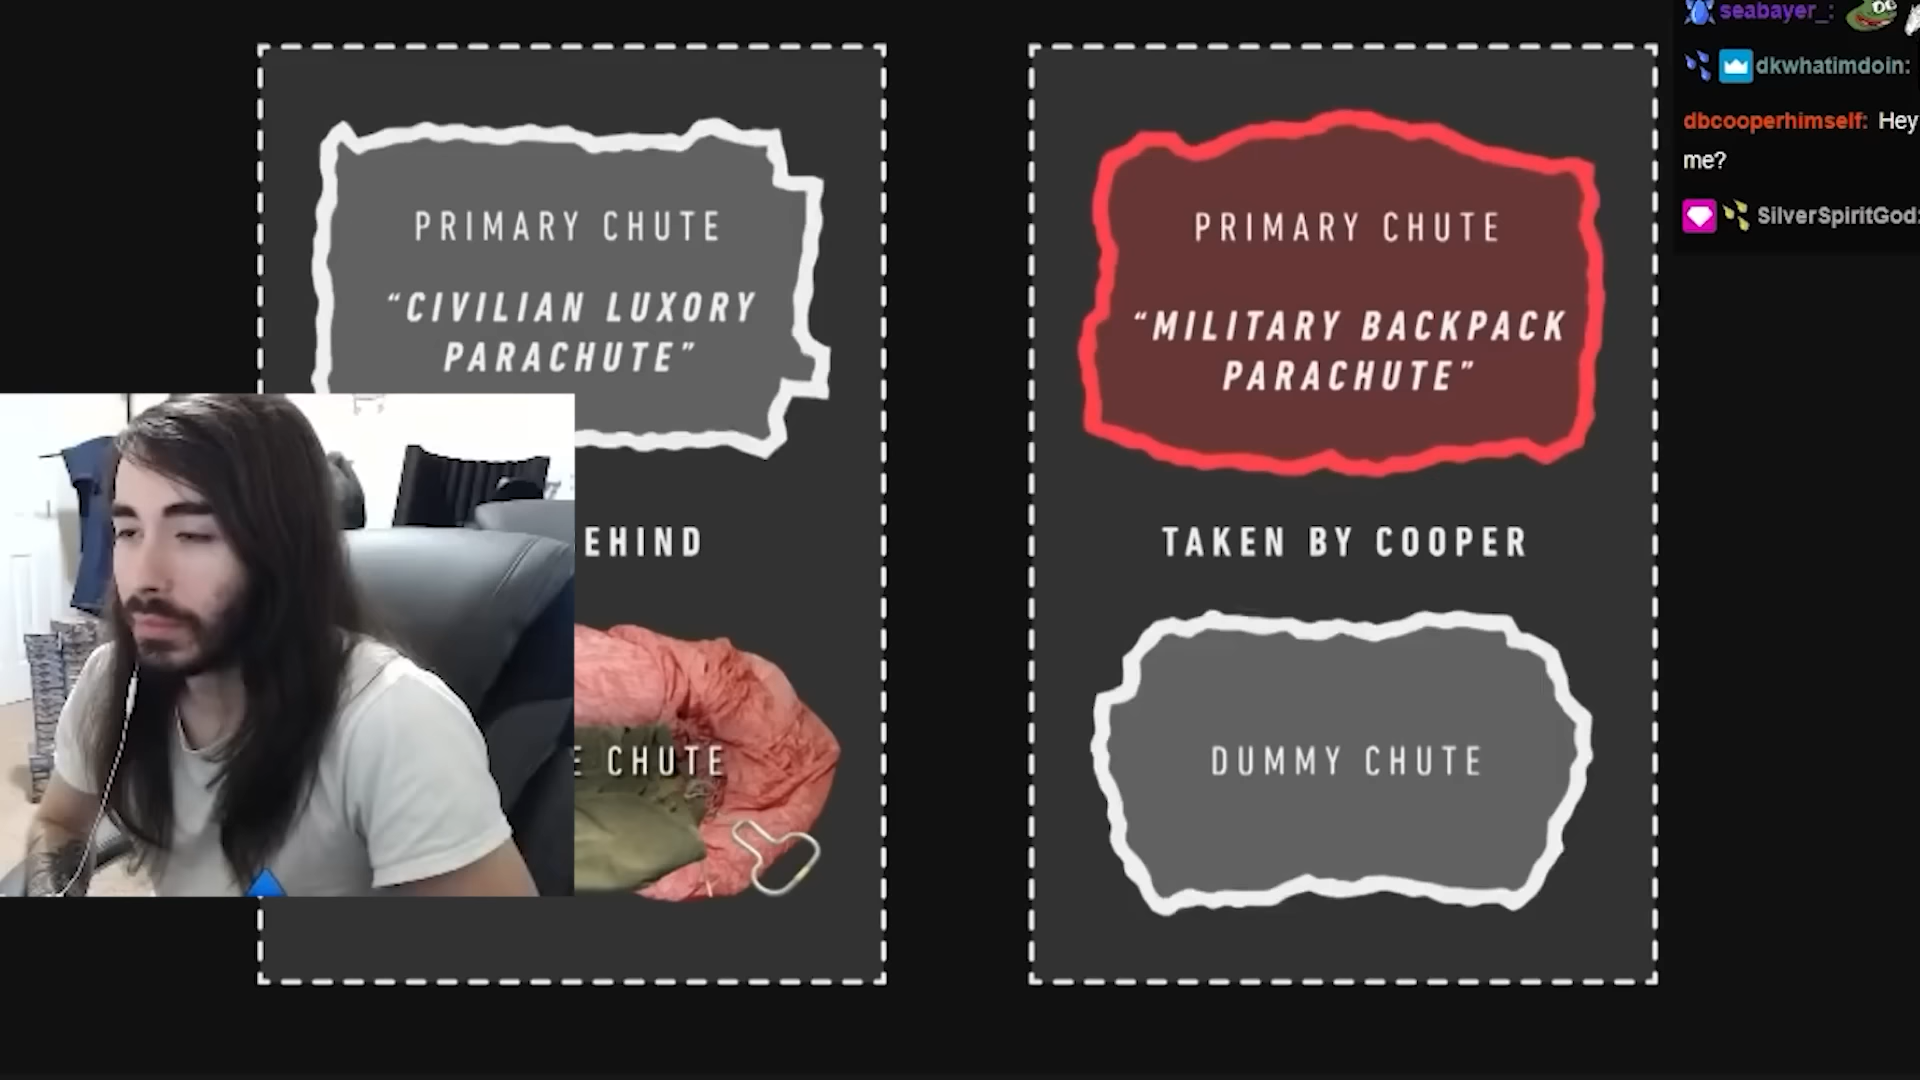 PRIMARY CHUTE
“CIVILIAN LUXORY
PARACHUTE”
EHIND
E CHUTE
PRIMARY CHUTE
“MILITARY BACKPACK
PARACHUTE”
TAKEN BY COOPER
DUMMY CHUTE
seabayer_:
dkwhatimdoin:
dbcooperhimself: Hey
me?
SilverSpiritGod: